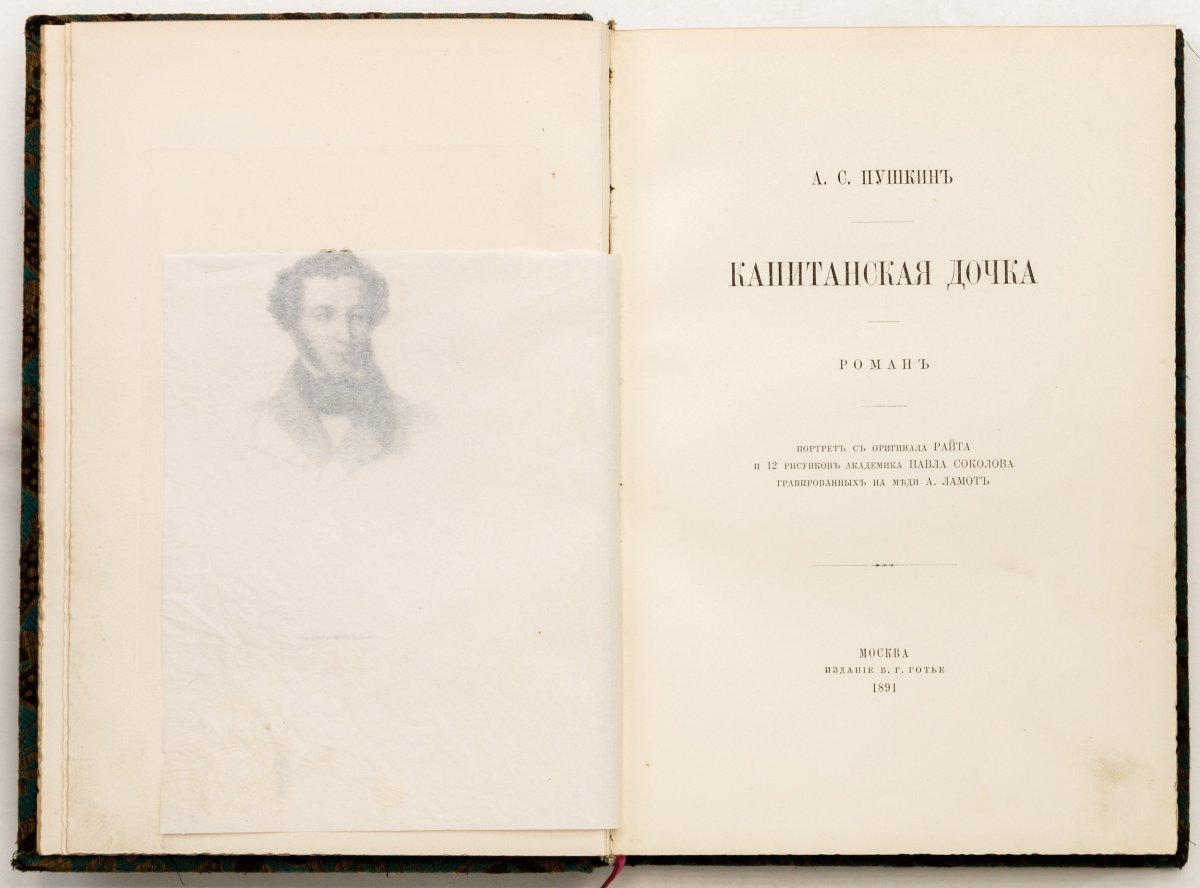 А. С. ПУШКИНЪ
КАПИТАНСКАЯ ДОЧКА
РОМАНЪ
ПОРТРЕТЪ СЪ ОРИГИНАЛА РАЙТА
И 12 РИСУНКОВЪ АКАДЕМИКА ПАВЛА СОКОЛОВА
ГРАВИРОВАННЫХЪ НА МѢДИ А. ЛАМОТЪ
МОСКВА
ИЗДАНІЕ В. Г. ГОТЬЕ
1891